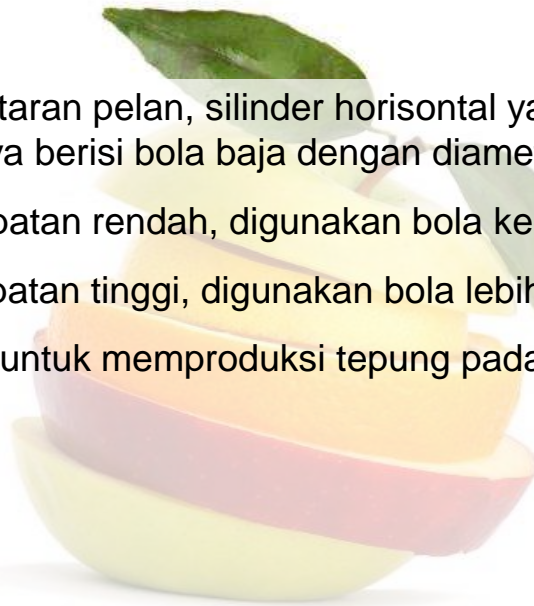 taran pelan, silinder horisontal ya
a berisi bola baja dengan diame
patan rendah, digunakan bola ke
patan tinggi, digunakan bola lebih
untuk memproduksi tepung pada